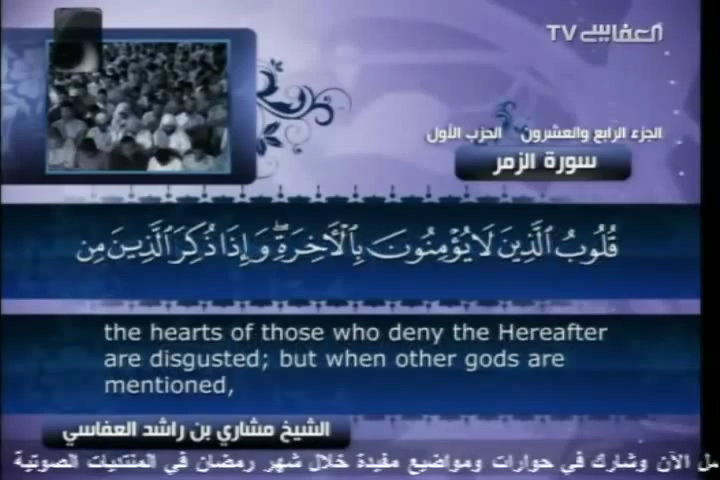 العفاسي TV
الجزء الرابع والعشرون الحزب الأول
سورة الزمر
قُلُوبُ الَّذِينَ لَا يُؤْمِنُونَ بِالْآخِرَةِ ۖ وَإِذَا ذُكِرَ الَّذِينَ مِن
the hearts of those who deny the Hereafter
are disgusted; but when other gods are
mentioned,
الشيخ مشاري بن راشد العفاسي
الآن وشارك في حوارات ومواضيع مفيدة خلال شهر رمضان في المنتديات الصوتية